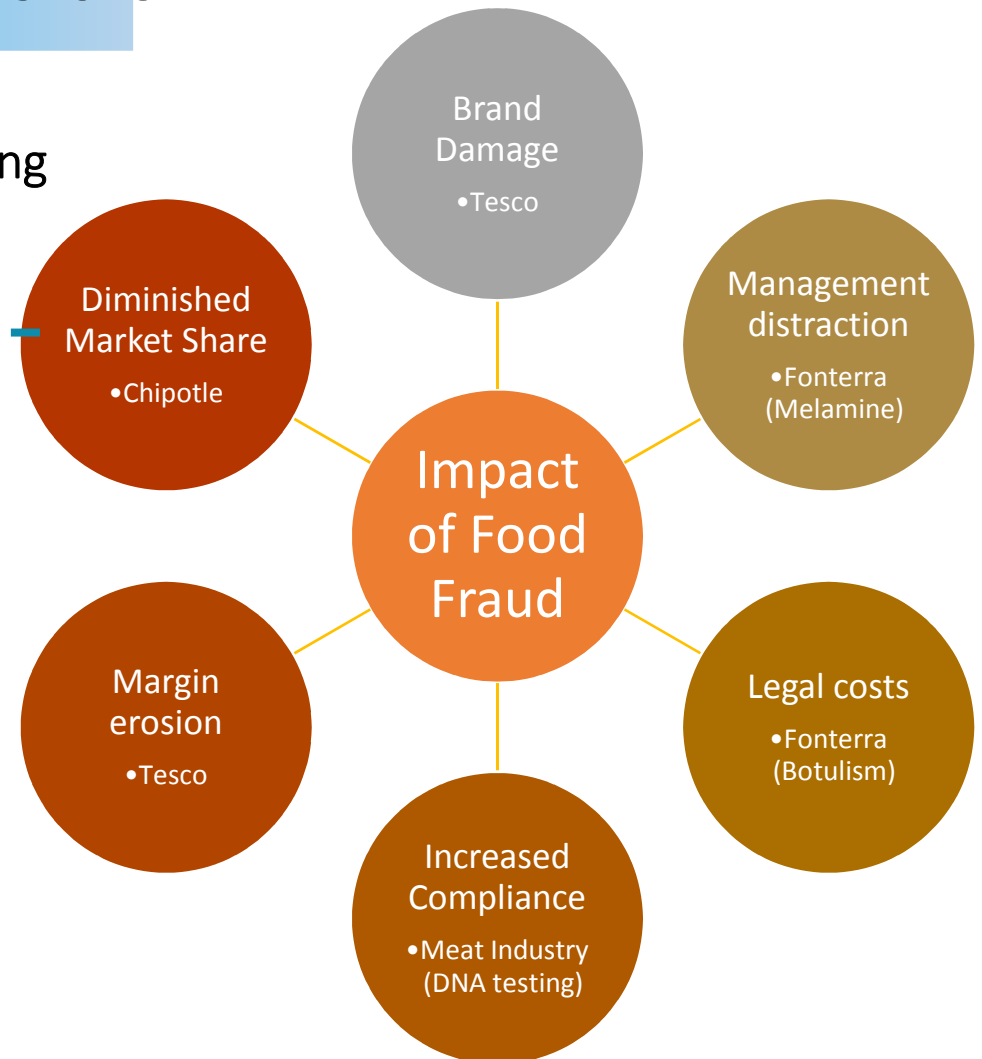 ng
Brand
Damage
•Tesco
Management
distraction
•Fonterra
(Melamine)
Legal costs
•Fonterra
(Botulism)
Increased
Compliance
•Meat Industry
(DNA testing)
Margin
erosion
•Tesco
Diminished
Market Share
•Chipotle
Impact
of Food
Fraud